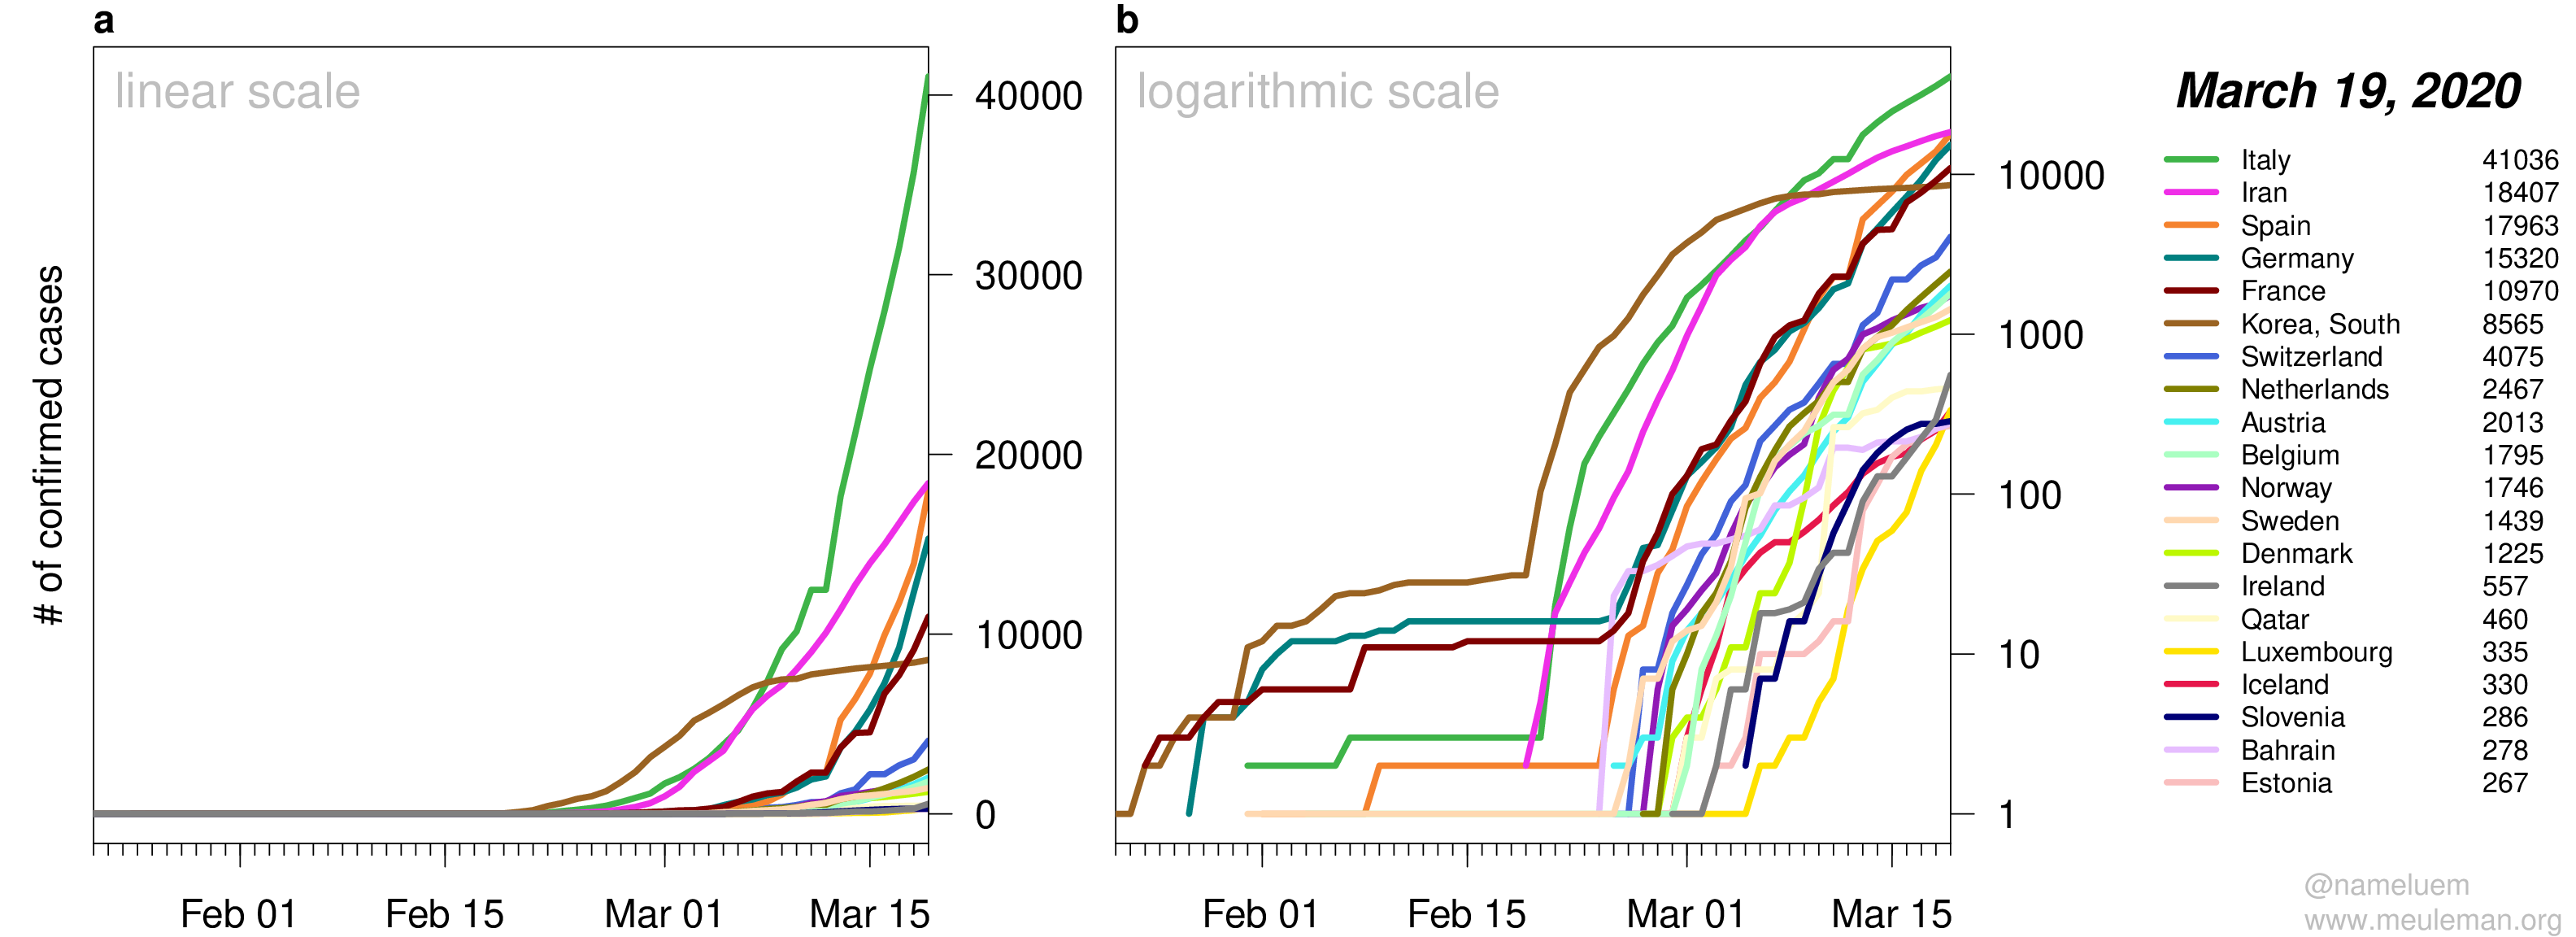 a
linear scale
# of confirmed cases
40000
30000
20000
10000
0
Feb 01 Feb 15 Mar 01 Mar 15
b
logarithmic scale
10000
1000
100
10
1
Feb 01 Feb 15 Mar 01 Mar 15
March 19, 2020
Italy 41036
Iran 18407
Spain 17963
Germany 15320
France 10970
Korea, South 8565
Switzerland 4075
Netherlands 2467
Austria 2013
Belgium 1795
Norway 1746
Sweden 1439
Denmark 1225
Ireland 557
Qatar 460
Luxembourg 335
Iceland 330
Slovenia 286
Bahrain 278
Estonia 267
@nameluem
www.meuleman.org